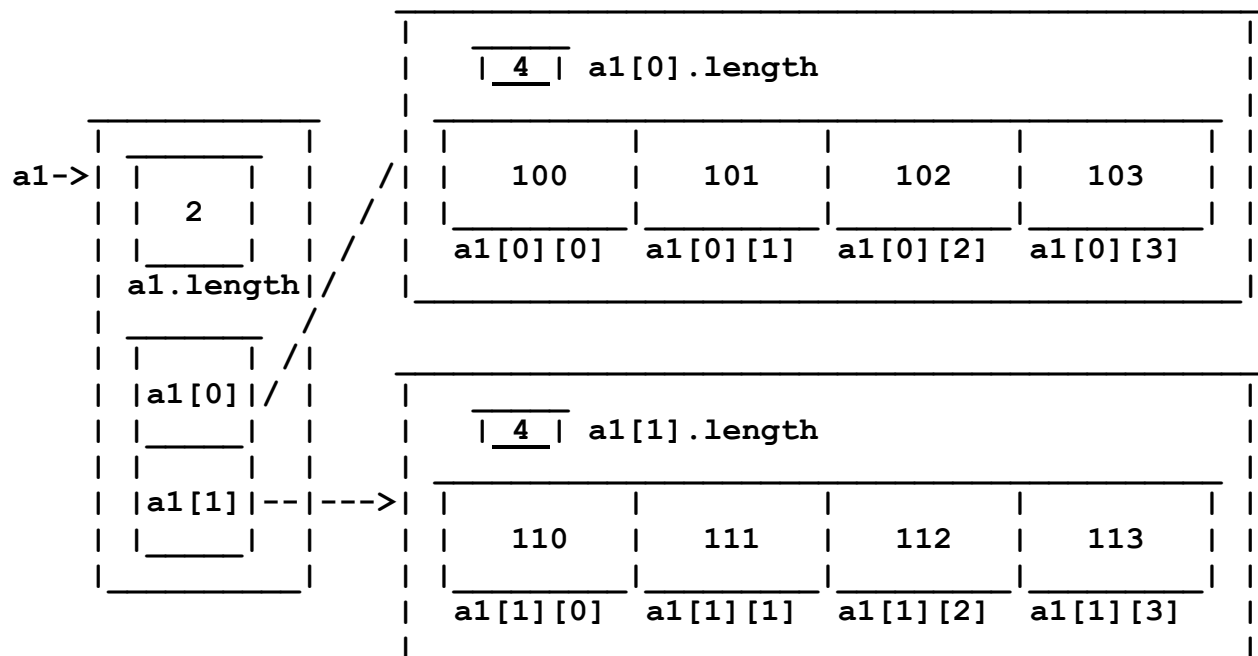 4 a1[0].length
a1-> 100 101 102 103
2
a1[0][0] a1[0][1] a1[0][2] a1[0][3]
a1.length
a1[0]
4 a1[1].length
a1[1] -----> 
110 111 112 113
a1[1][0] a1[1][1] a1[1][2] a1[1][3]